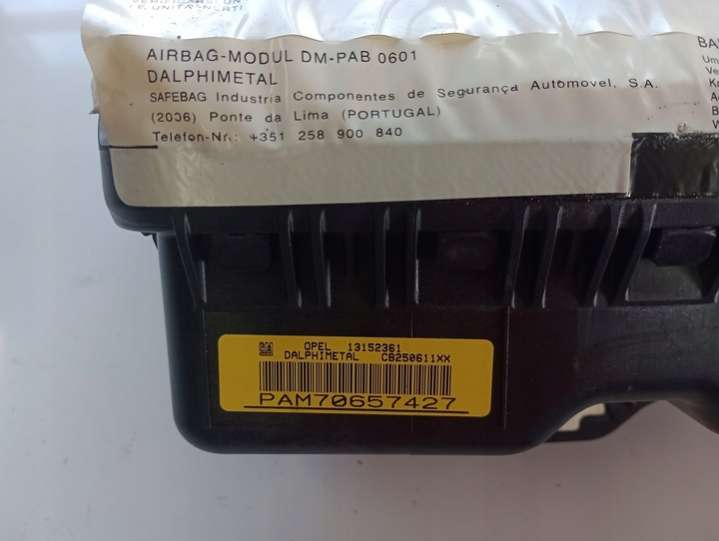 AIRBAG-MODUL DM-PAB 0601
DALPHIMETAL
SAFEBAG Industria Componentes de Segurança Automovel, S.A.
(2006) Ponte da Lima (PORTUGAL)
Telefon-Nr.: +351 258 900 840
OPEL 13152361
DALPHIMETAL CB250611XX
PAM70657427